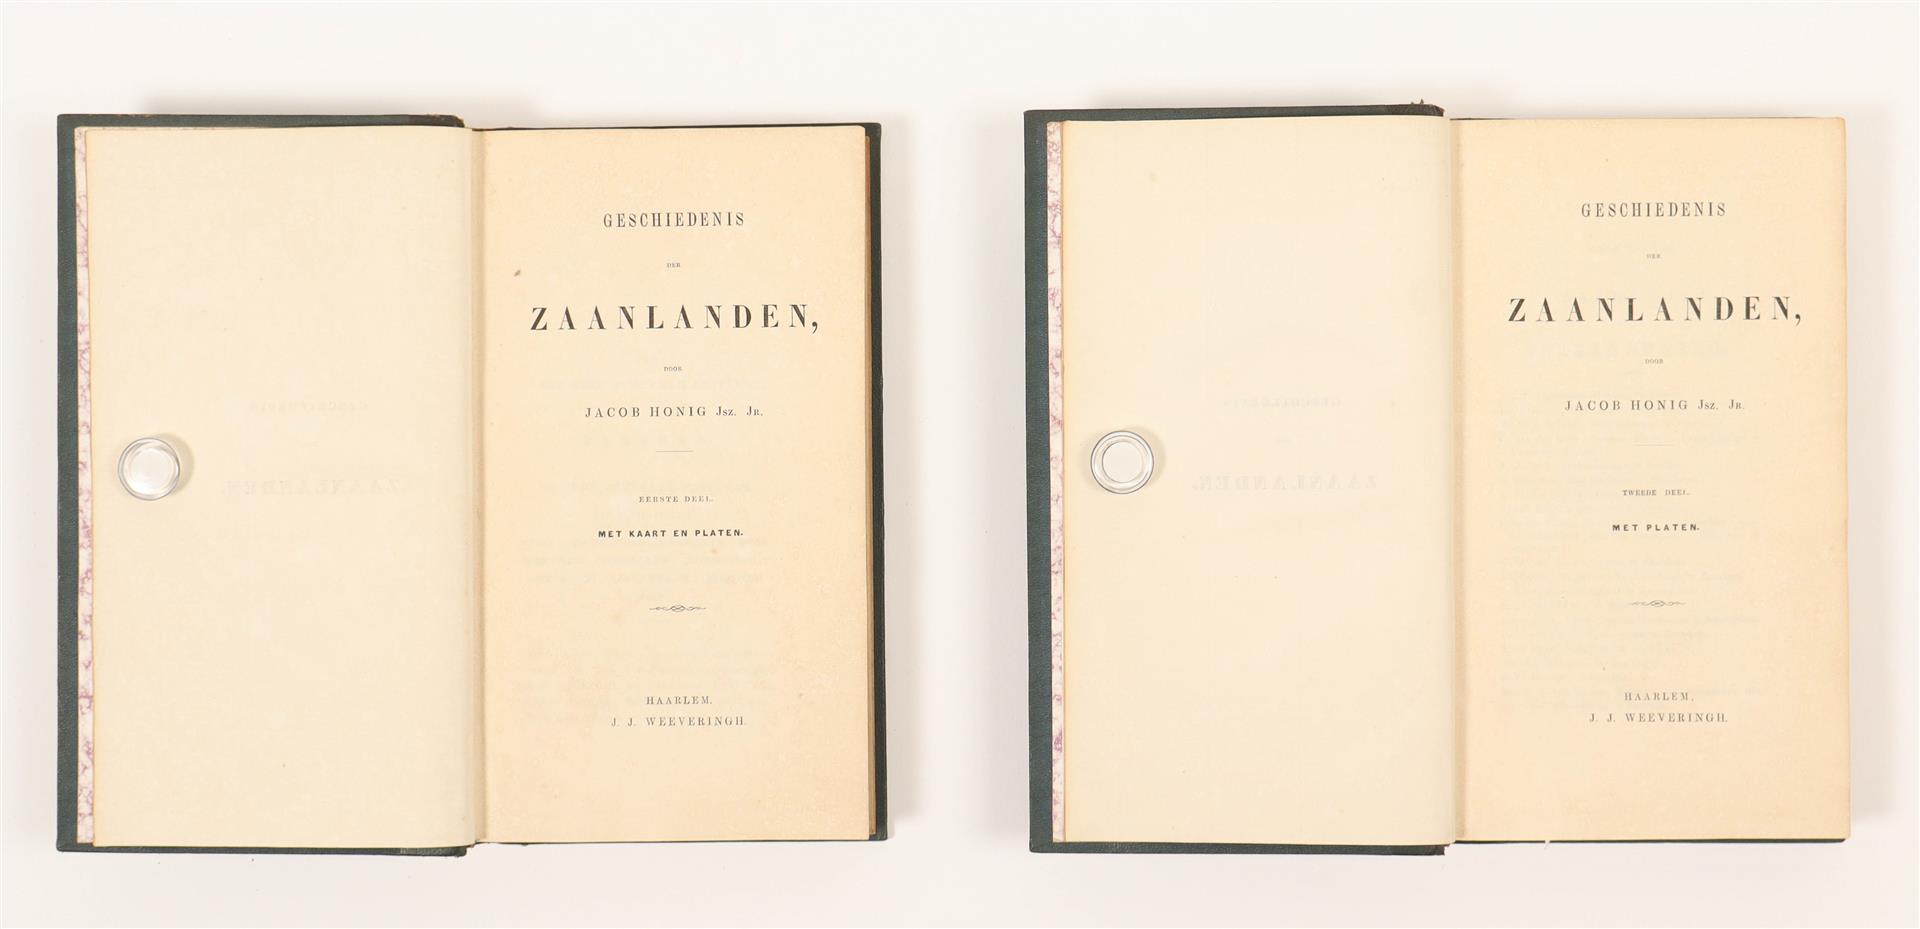 GESCHIEDENIS
DER
ZAANLANDEN,
DOOR
JACOB HONIG Jsz. Jr.
EERSTE DEEL.
MET KAART EN PLATEN.
HAARLEM,
J. J. WEEVERINGH.
GESCHIEDENIS
DER
ZAANLANDEN,
DOOR
JACOB HONIG Jsz. Jr.
TWEEDE DEEL.
MET PLATEN.
HAARLEM,
J. J. WEEVERINGH.